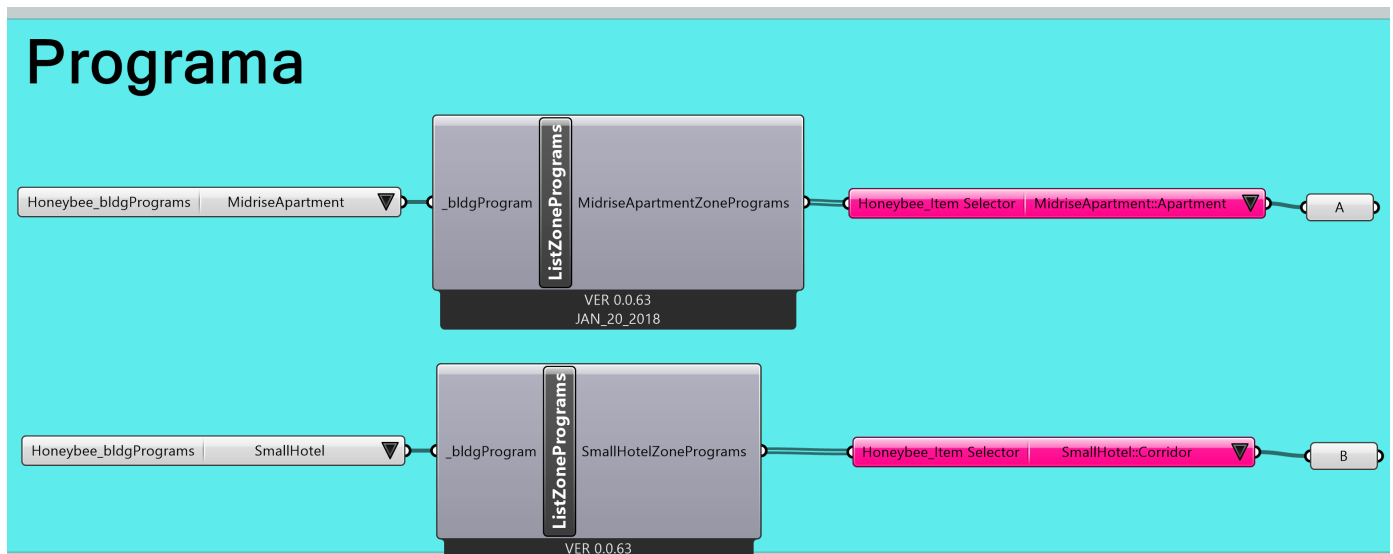 Programa
Honeybee_bldgPrograms MidriseApartment
_bldgProgram ListZonePrograms MidriseApartmentZonePrograms
Honeybee_Item Selector MidriseApartment::Apartment
A
VER 0.0.63
JAN_20_2018
Honeybee_bldgPrograms SmallHotel
_bldgProgram ListZonePrograms SmallHotelZonePrograms
Honeybee_Item Selector SmallHotel::Corridor
B
VER 0.0.63